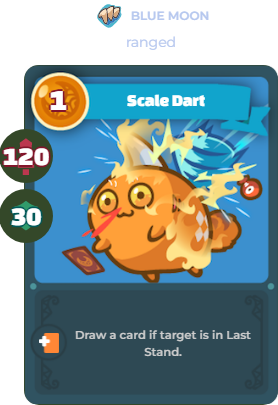 BLUE MOON
ranged
1
Scale Dart
120
30
Draw a card if target is in Last
Stand.